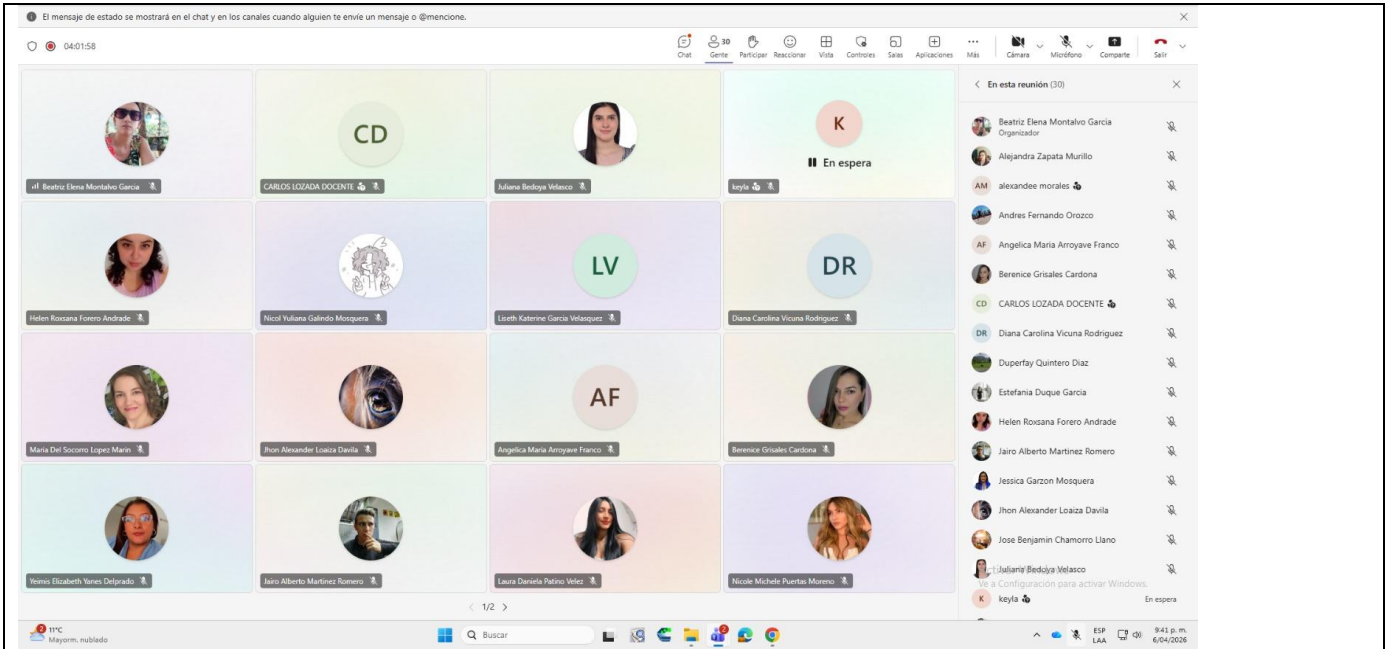 El mensaje de estado se mostrará en el chat y en los canales cuando alguien te envíe un mensaje o @mencione.
04:01:58
30
Chat Gente Participar Reaccionar Vista Controles Salas Aplicaciones Más Cámara Micrófono Comparte Salir
En esta reunión (30)
CD
K
En espera
Beatriz Elena Montalvo Garcia
CARLOS LOZADA DOCENTE
Juliana Bedoya Velasco
keyla
LV
DR
Helen Roxsana Forero Andrade
Nicol Yuliana Galindo Mosquera
Liseth Katerine Garcia Velasquez
Diana Carolina Vicuna Rodriguez
AF
Maria Del Socorro Lopez Marin
Jhon Alexander Loaiza Davila
Angelica Maria Arroyave Franco
Berenice Grisales Cardona
Yeimis Elizabeth Yanes Delprado
Jairo Alberto Martinez Romero
Laura Daniela Patino Velez
Nicole Michele Puertas Moreno
1/2
Beatriz Elena Montalvo Garcia
Organizador
Alejandra Zapata Murillo
AM alexandee morales
Andres Fernando Orozco
AF Angelica Maria Arroyave Franco
Berenice Grisales Cardona
CD CARLOS LOZADA DOCENTE
DR Diana Carolina Vicuna Rodriguez
Duperfay Quintero Diaz
Estefania Duque Garcia
Helen Roxsana Forero Andrade
Jairo Alberto Martinez Romero
Jessica Garzon Mosquera
Jhon Alexander Loaiza Davila
Jose Benjamin Chamorro Llano
Juliana Bedoya Velasco
Ve a Configuración para activar Windows.
K keyla En espera
2
11°C
Mayorm. nublado
Buscar
2
ESP
LAA
9:41 p. m.
6/04/2026